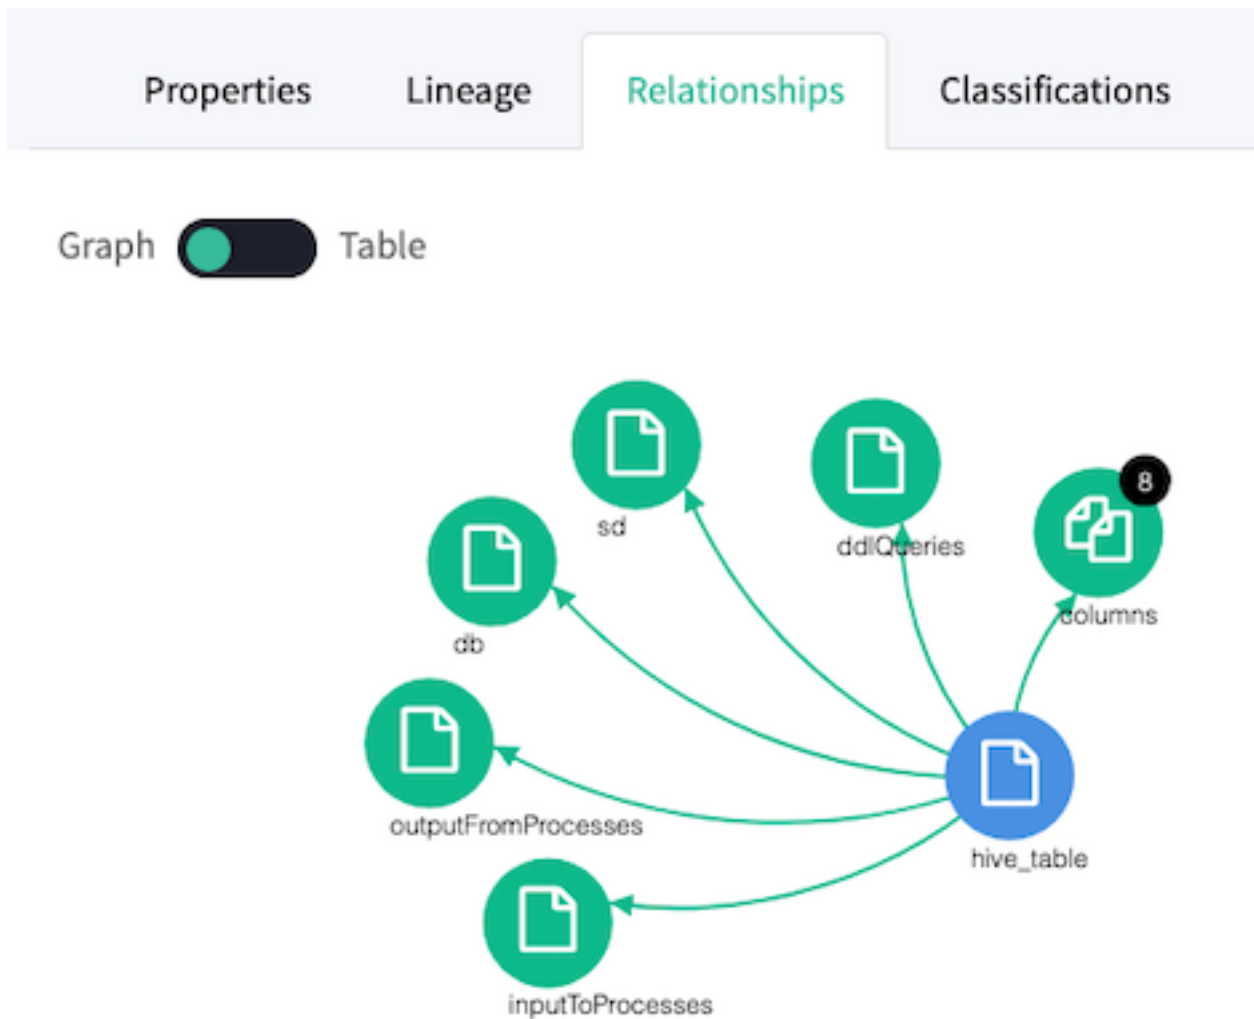 Properties Lineage Relationships Classifications
Graph Table
8
sd
ddlQueries
columns
db
outputFromProcesses
hive_table
inputToProcesses